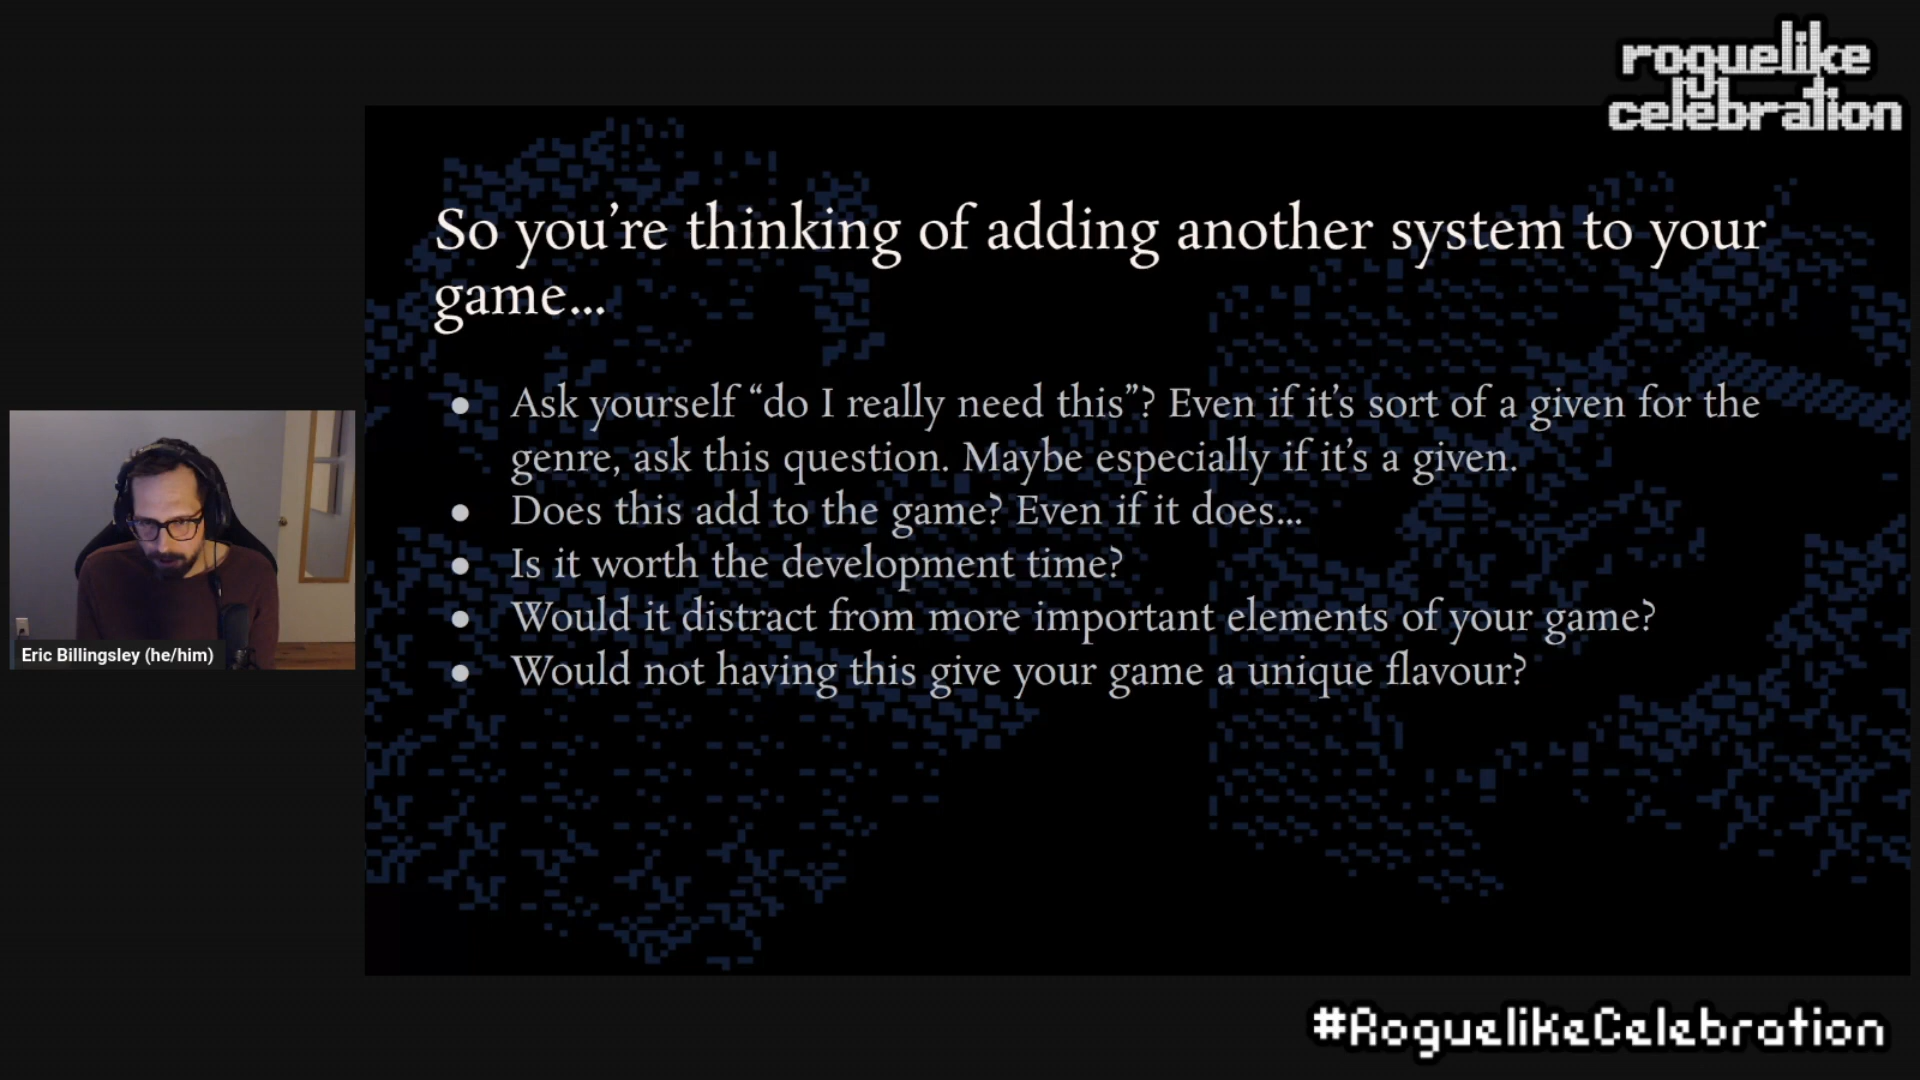 roguelike
celebration
So you’re thinking of adding another system to your
game...
● Ask yourself “do I really need this”? Even if it’s sort of a given for the
genre, ask this question. Maybe especially if it’s a given.
● Does this add to the game? Even if it does...
● Is it worth the development time?
● Would it distract from more important elements of your game?
● Would not having this give your game a unique flavour?
Eric Billingsley (he/him)
#RoguelikeCelebration